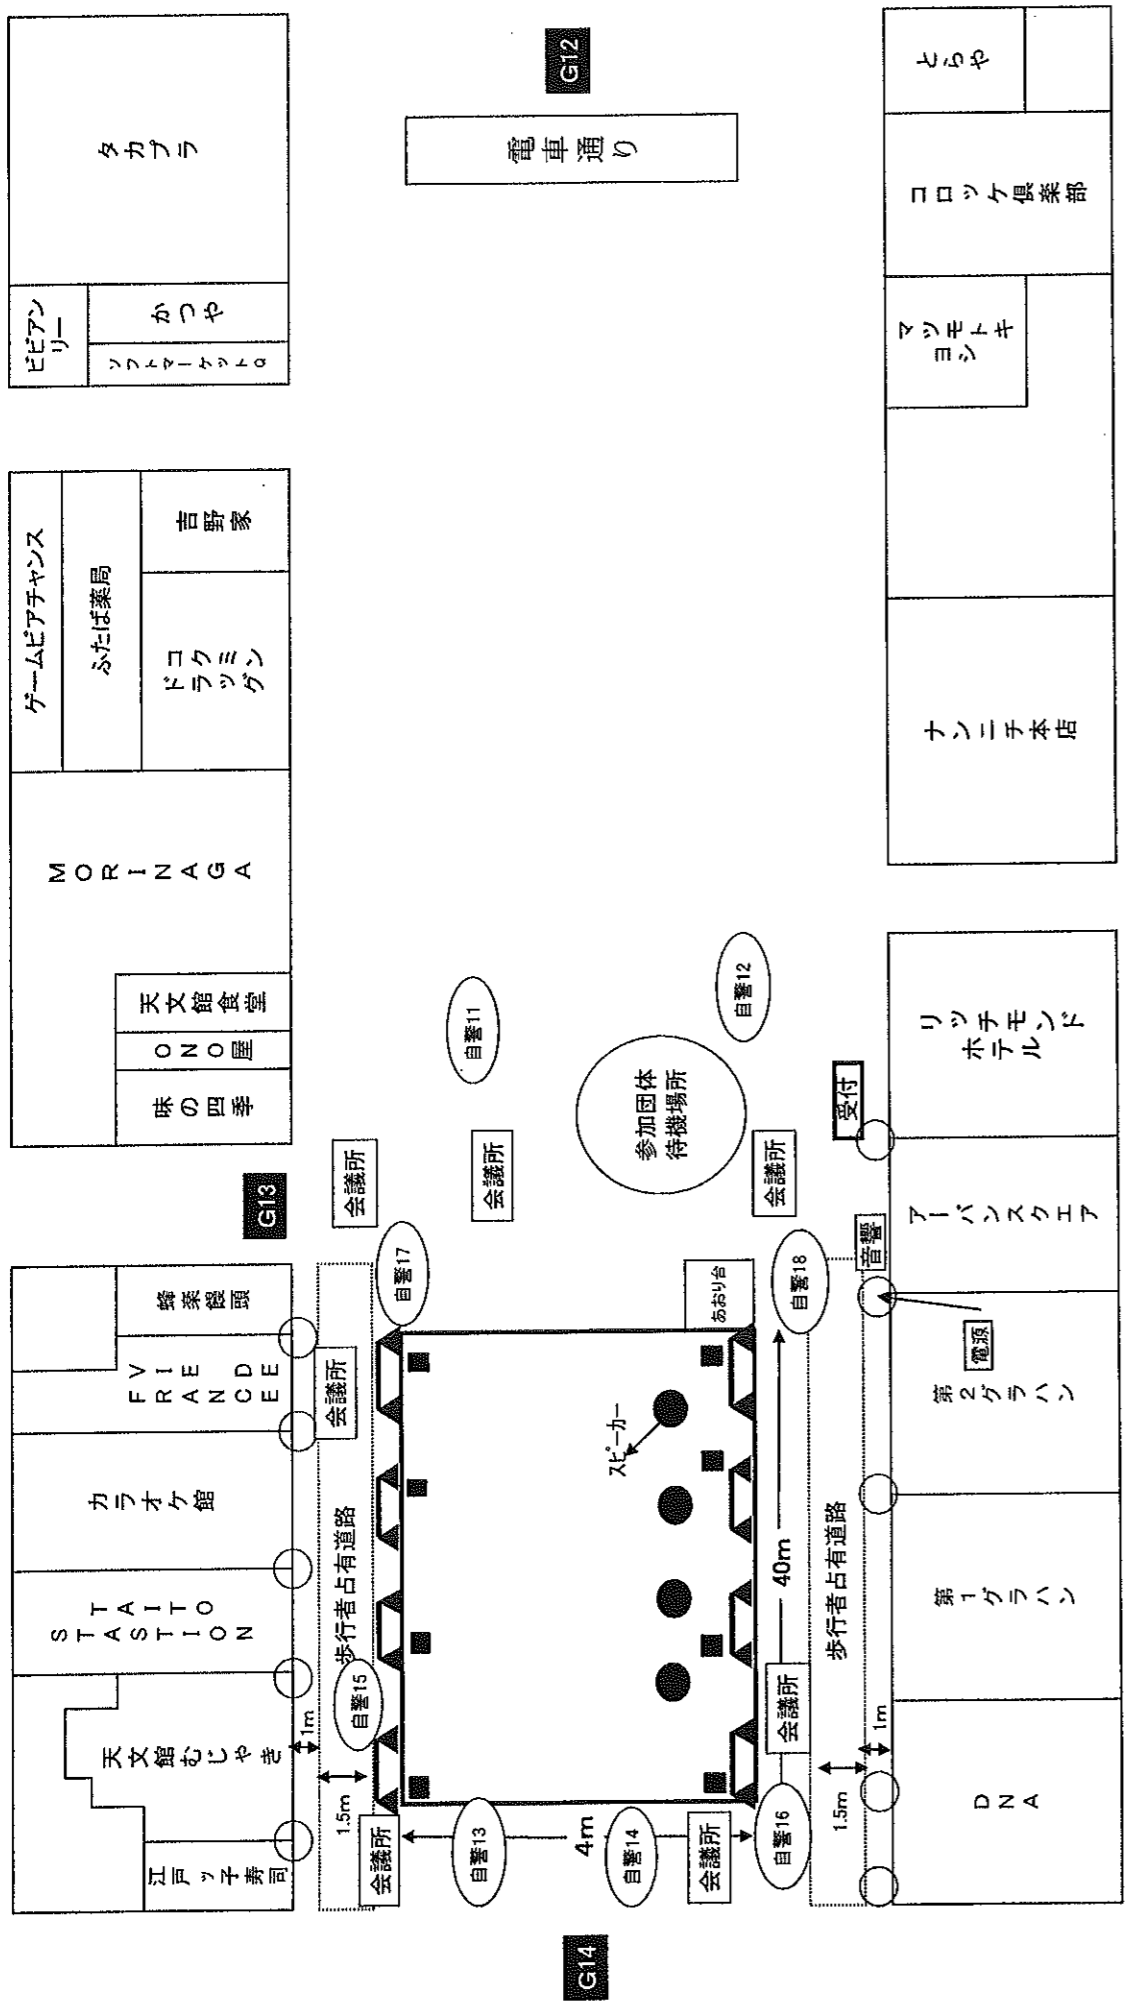 江戸ッ子寿司
天文館むじゃき
TAITO
STASTION
カラオケ館
VIE DE
FRANCE
蜂楽饅頭
G13
味の四季
ONO屋
天文館食堂
MORINAGA
ゲームピアチャンス
ふたば薬局
コクミン
ドラッグ
吉野家
ビビアン
リー
ソフトマーケットQ
かつや
タカプラ
1m
1.5m
歩行者占有道路
会議所
会議所
会議所
会議所
自警15
自警17
自警11
自警13
4m
自警14
会議所
G14
スピーカー
あおり台
参加団体
待機場所
自警12
電車通り
G12
自警16
会議所
40m
自警18
会議所
1.5m
歩行者占有道路
1m
音響
受付
電源
DNA
第1グラハン
第2グラハン
アーバンスクエア
リッチモンド
ホテル
ナンニチ本店
マツモトキ
ヨシ
コロッケ倶楽部
とらや